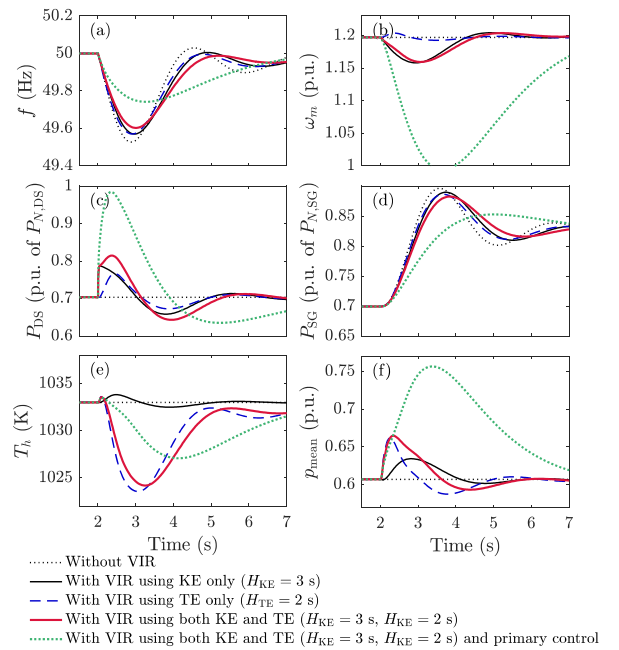 (a)
50.2
50
49.8
49.6
49.4
f (Hz)
(b)
1.2
1.15
1.1
1.05
1
ω_m (p.u.)
(c)
1
0.9
0.8
0.7
0.6
P_DS (p.u. of P_N,DS)
(d)
0.85
0.8
0.75
0.7
0.65
P_SG (p.u. of P_N,SG)
(e)
1035
1033
1025
T_h (K)
2 3 4 5 6 7
Time (s)
(f)
0.75
0.7
0.65
0.6
p_mean (p.u.)
2 3 4 5 6 7
Time (s)
Without VIR
With VIR using KE only (H_KE = 3 s)
With VIR using TE only (H_TE = 2 s)
With VIR using both KE and TE (H_KE = 3 s, H_KE = 2 s)
With VIR using both KE and TE (H_KE = 3 s, H_KE = 2 s) and primary control